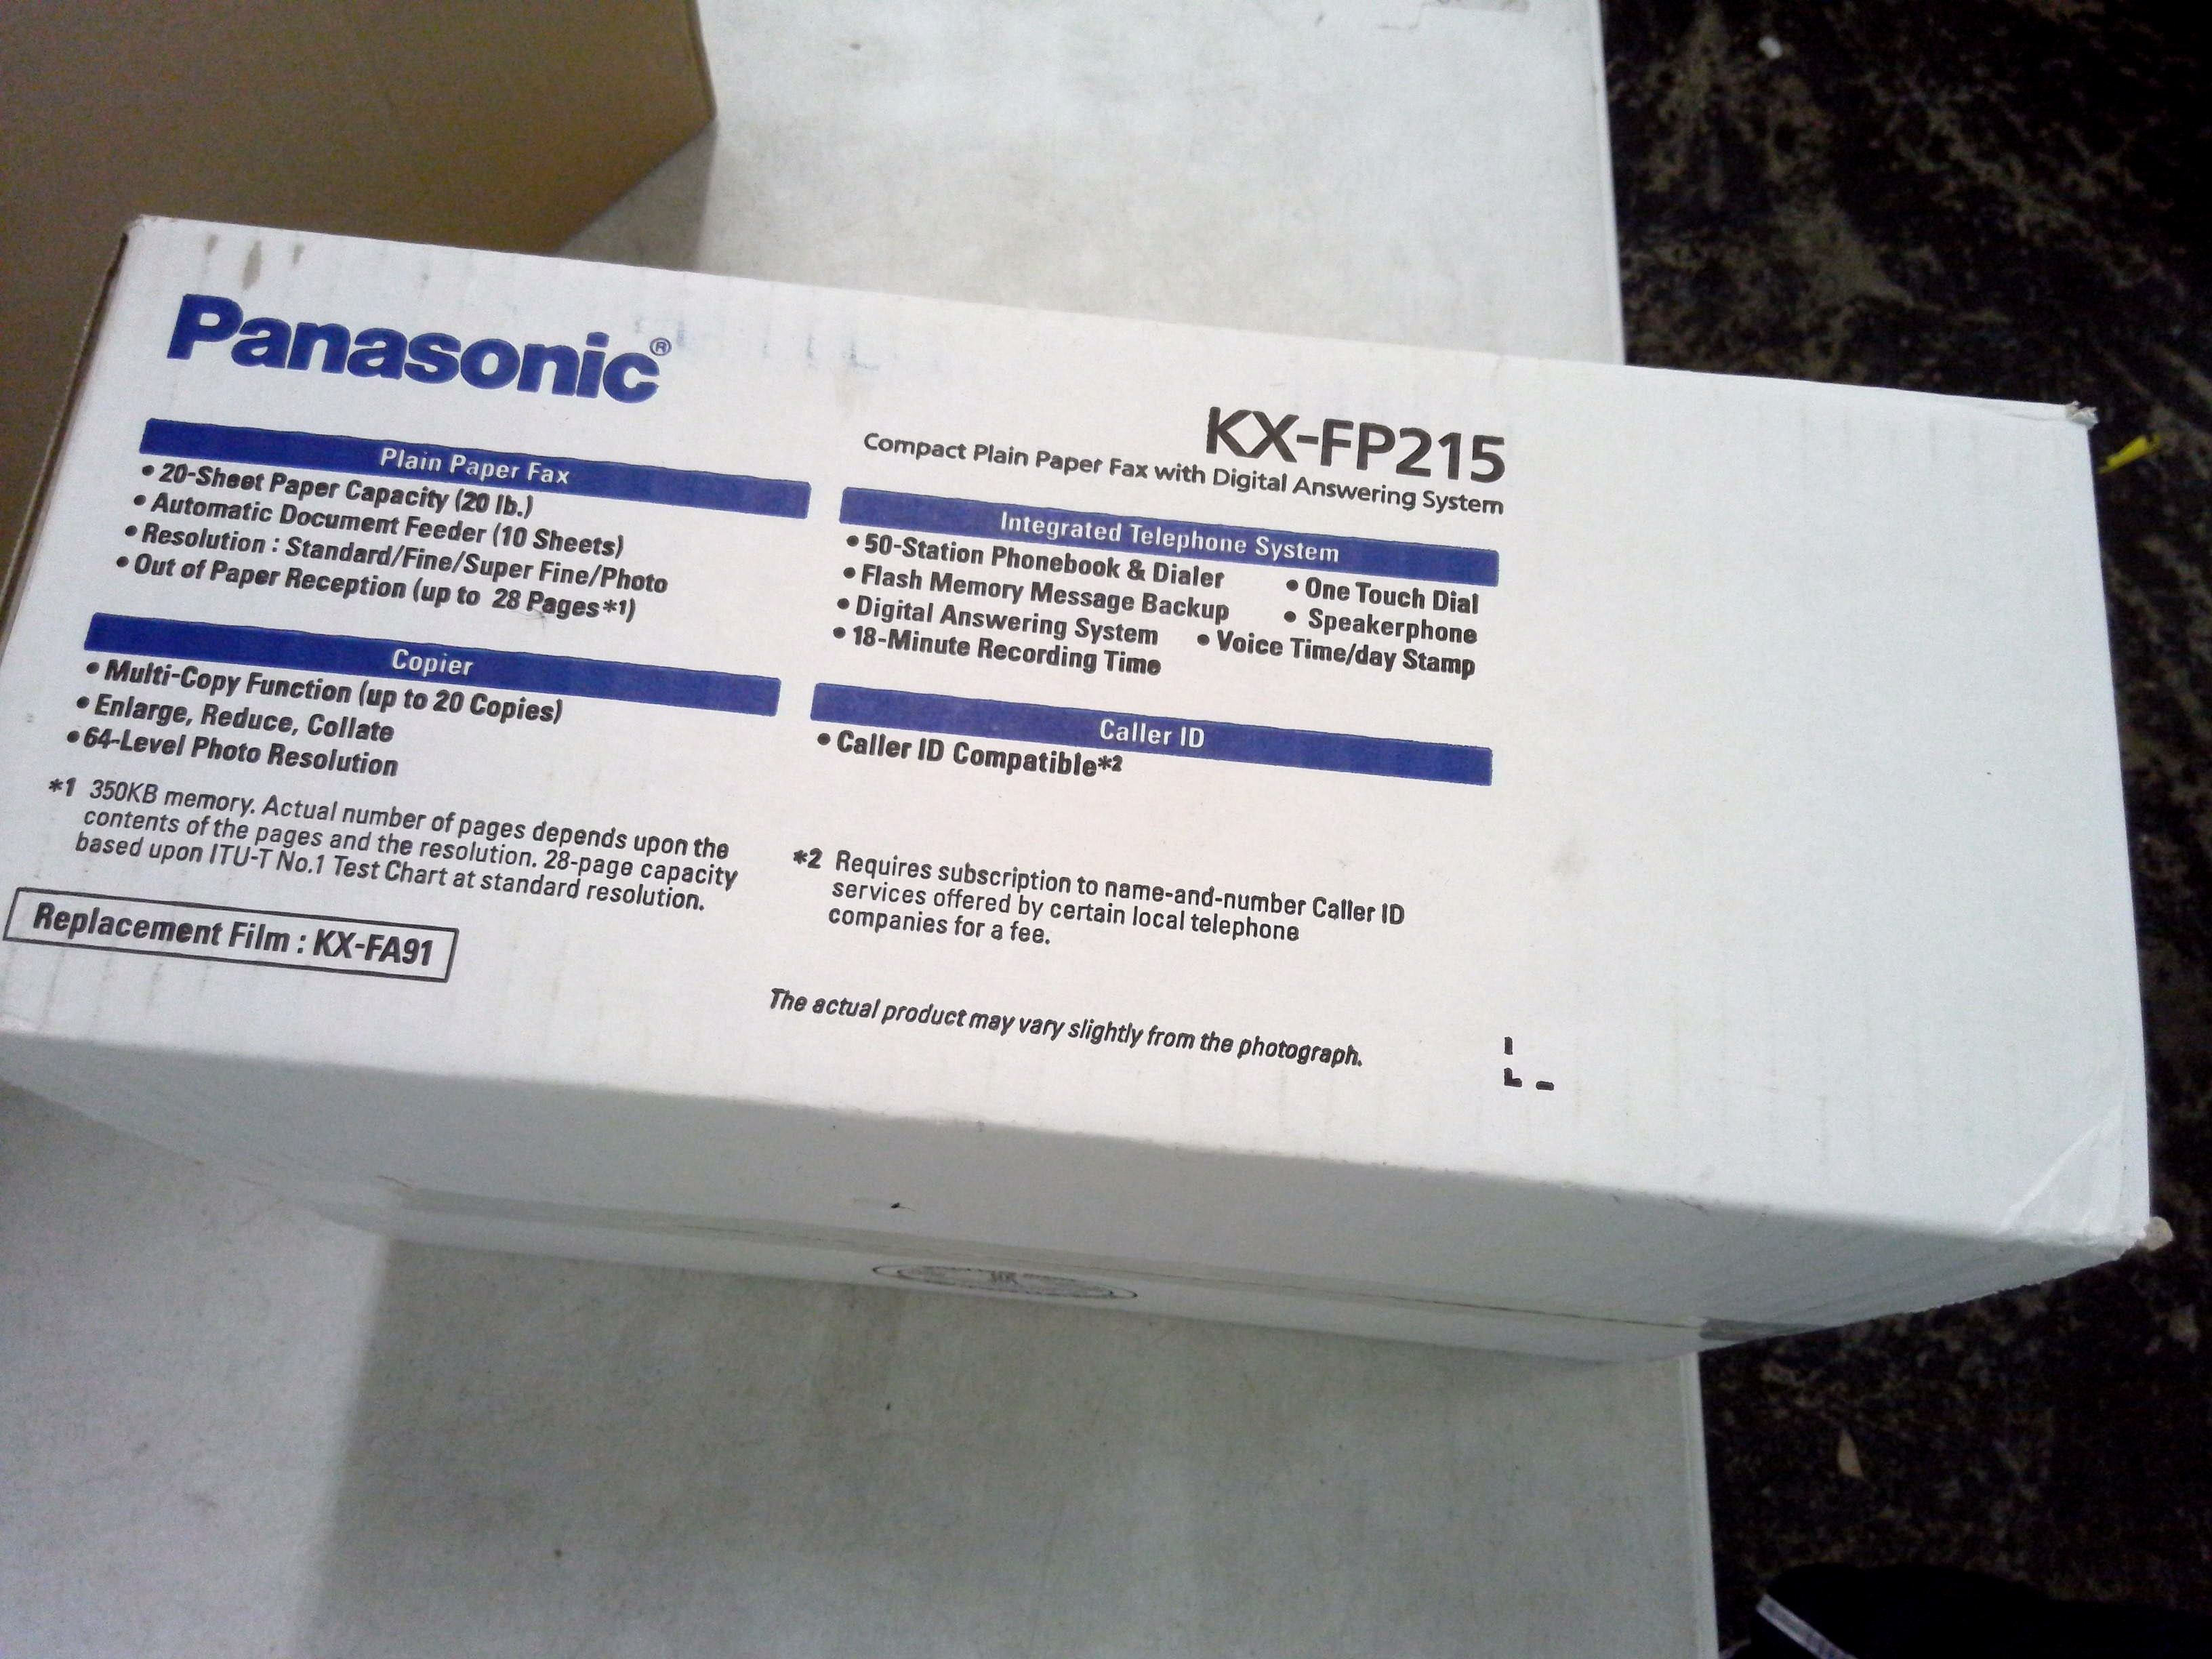 Panasonic®
KX-FP215
Compact Plain Paper Fax with Digital Answering System
Plain Paper Fax
• 20-Sheet Paper Capacity (20 lb.)
• Automatic Document Feeder (10 Sheets)
• Resolution : Standard/Fine/Super Fine/Photo
• Out of Paper Reception (up to 28 Pages*1)
Copier
• Multi-Copy Function (up to 20 Copies)
• Enlarge, Reduce, Collate
• 64-Level Photo Resolution
*1 350KB memory. Actual number of pages depends upon the
contents of the pages and the resolution. 28-page capacity
based upon ITU-T No.1 Test Chart at standard resolution.
Replacement Film : KX-FA91
Integrated Telephone System
• 50-Station Phonebook & Dialer • One Touch Dial
• Flash Memory Message Backup • Speakerphone
• Digital Answering System • Voice Time/day Stamp
• 18-Minute Recording Time
Caller ID
• Caller ID Compatible*2
*2 Requires subscription to name-and-number Caller ID
services offered by certain local telephone
companies for a fee.
The actual product may vary slightly from the photograph.